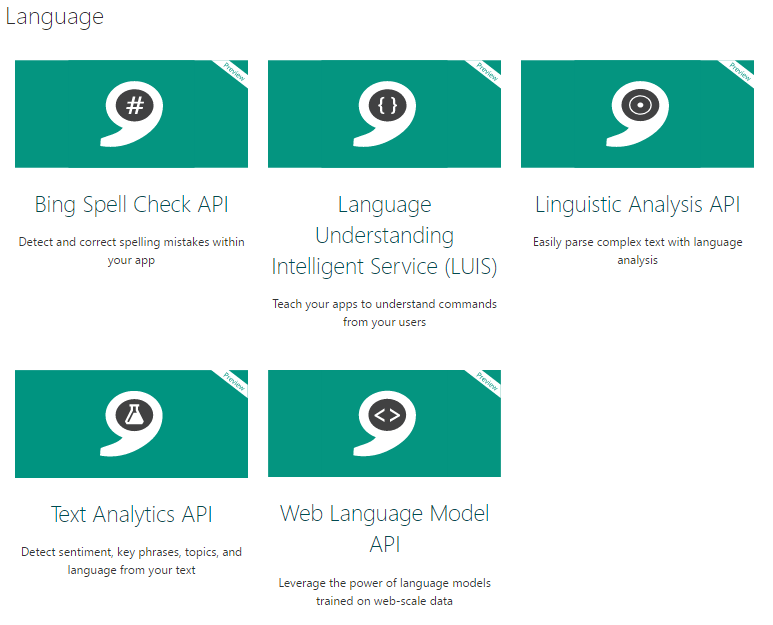 Language
Preview
Preview
Preview
#
{ }
Bing Spell Check API
Detect and correct spelling mistakes within
your app
Language
Understanding
Intelligent Service (LUIS)
Teach your apps to understand commands
from your users
Linguistic Analysis API
Easily parse complex text with language
analysis
Preview
Preview
< >
Text Analytics API
Detect sentiment, key phrases, topics, and
language from your text
Web Language Model
API
Leverage the power of language models
trained on web-scale data